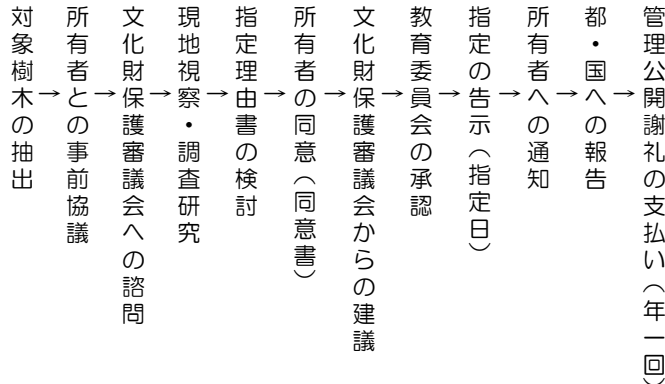 対象樹木の抽出
→
所有者との事前協議
→
文化財保護審議会への諮問
→
現地視察・調査研究
→
指定理由書の検討
→
所有者の同意(同意書)
→
文化財保護審議会からの建議
→
教育委員会の承認
→
指定の告示(指定日)
→
所有者への通知
→
都・国への報告
→
管理公開謝礼の支払い(年一回)